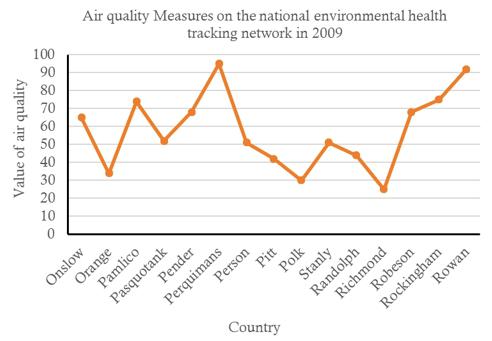 Air quality Measures on the national environmental health
tracking network in 2009
Value of air quality
100
90
80
70
60
50
40
30
20
10
0
Onslow
Orange
Pamlico
Pasquotank
Pender
Perquimans
Person
Pitt
Polk
Stanly
Randolph
Richmond
Robeson
Rockingham
Rowan
Country